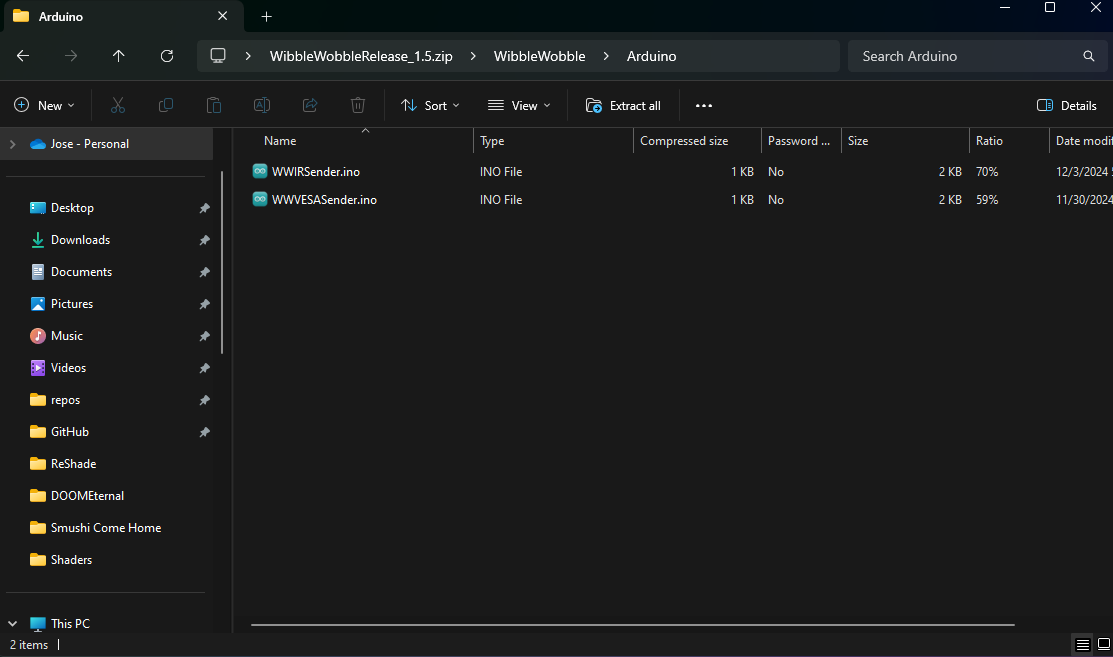 Arduino
WibbleWobbleRelease_1.5.zip > WibbleWobble > Arduino
Search Arduino
New
Sort
View
Extract all
Details
Jose - Personal
Desktop
Downloads
Documents
Pictures
Music
Videos
repos
GitHub
ReShade
DOOMEternal
Smushi Come Home
Shaders
This PC
Name Type Compressed size Password ... Size Ratio Date modif
WWIRSender.ino INO File 1 KB No 2 KB 70% 12/3/2024
WWVESASender.ino INO File 1 KB No 2 KB 59% 11/30/2024
2 items